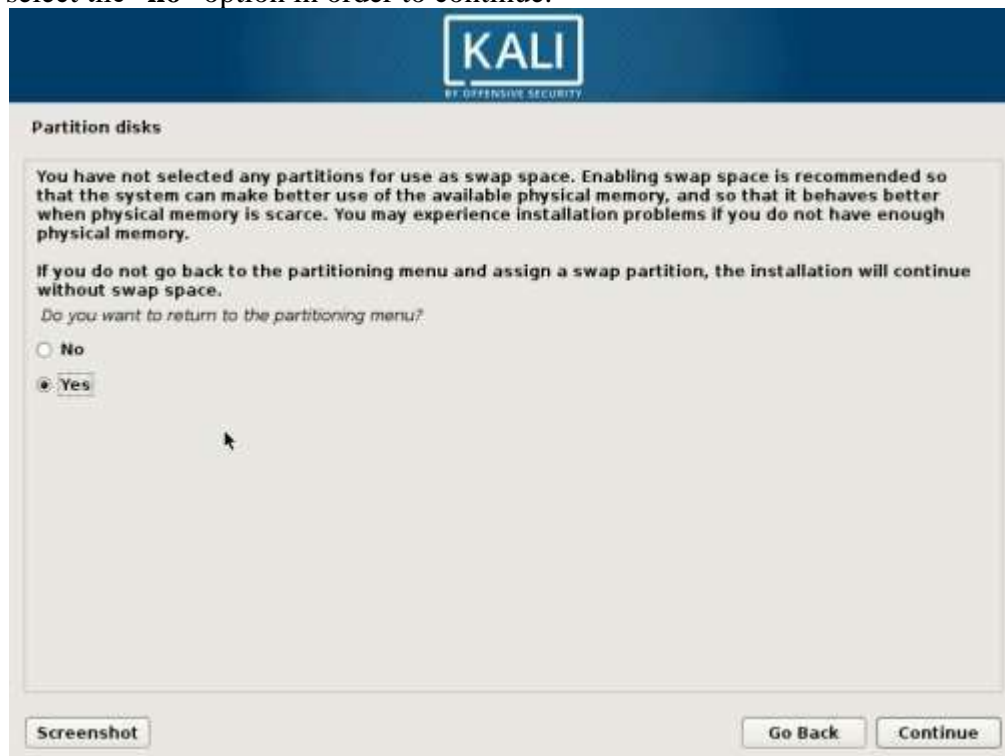 select the "No" option in order to continue.
KALI
BY OFFENSIVE SECURITY
Partition disks
You have not selected any partitions for use as swap space. Enabling swap space is recommended so
that the system can make better use of the available physical memory, and so that it behaves better
when physical memory is scarce. You may experience installation problems if you do not have enough
physical memory.
If you do not go back to the partitioning menu and assign a swap partition, the installation will continue
without swap space.
Do you want to return to the partitioning menu?
No
Yes
Screenshot
Go Back
Continue